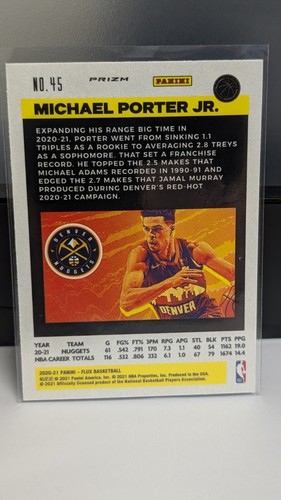 NO. 45 PRIZM PANINI
MICHAEL PORTER JR.
EXPANDING HIS RANGE BIG TIME IN
2020-21, PORTER WENT FROM SINKING 1.1
TRIPLES AS A ROOKIE TO AVERAGING 2.8 TREYS
AS A SOPHOMORE. THAT SET A FRANCHISE
RECORD. HE TOPPED THE 2.5 MAKES THAT
MICHAEL ADAMS RECORDED IN 1990-91 AND
EDGED THE 2.7 MAKES THAT JAMAL MURRAY
PRODUCED DURING DENVER'S RED-HOT
2020-21 CAMPAIGN.
DENVER
NUGGETS
DENVER
YEAR TEAM G FG% FT% 3PM RPG APG STL BLK PTS PPG
20-21 NUGGETS 61 .542 .791 170 7.3 1.1 40 54 1162 19.0
NBA CAREER TOTALS 116 .532 .806 232 6.1 1.0 67 79 1674 14.4
2020-21 PANINI - FLUX BASKETBALL
© 2021 Panini America, Inc. © 2021 NBA Properties, Inc. Produced in the USA.
© 2021 Officially licensed product of the National Basketball Players Association.
NBA